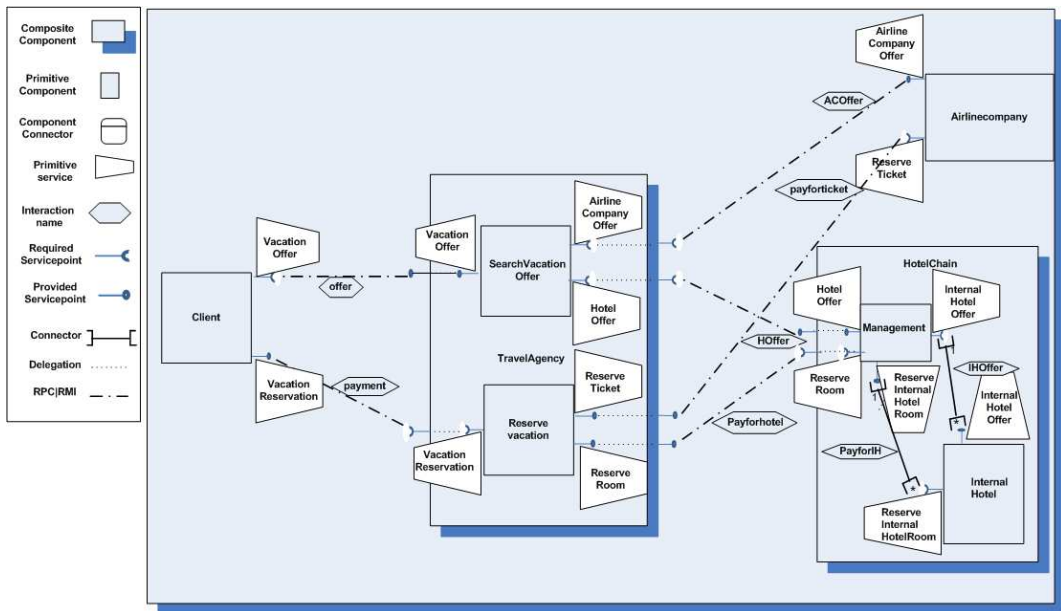 Composite
Component
Primitive
Component
Component
Connector
Primitive
service
Interaction
name
Required
Servicepoint
Provided
Servicepoint
Connector
Delegation
RPC|RMI
Airline
Company
Offer
ACOffer
Airlinecompany
Reserve
Ticket
payforticket
Vacation
Offer
offer
Client
Vacation
Reservation
payment
Vacation
Offer
SearchVacation
Offer
Airline
Company
Offer
Hotel
Offer
TravelAgency
Reserve
Ticket
Reserve
vacation
Vacation
Reservation
Reserve
Room
HOffer
Payforhotel
HotelChain
Hotel
Offer
Management
Internal
Hotel
Offer
Reserve
Room
Reserve
Internal
Hotel
Room
IHOffer
Internal
Hotel
Offer
PayforIH
*
*
Internal
Hotel
Reserve
Internal
HotelRoom